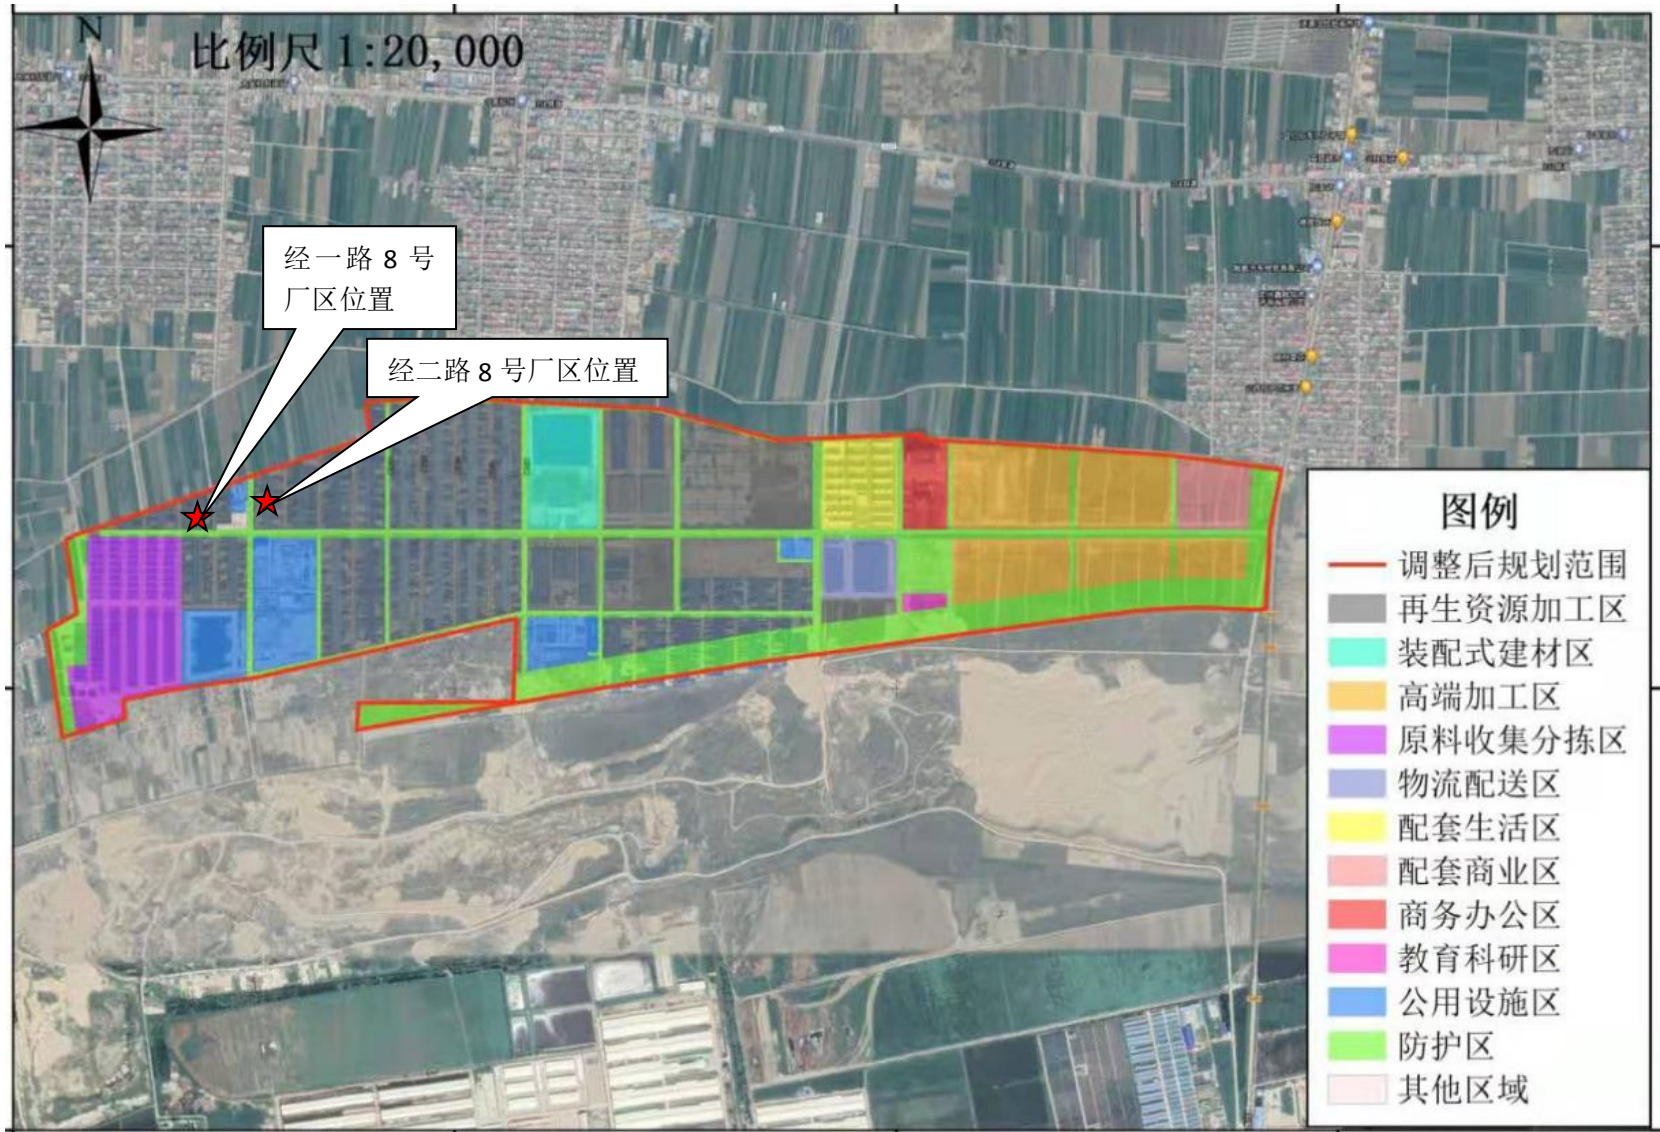 N
比例尺 1:20,000
经一路 8 号
厂区位置
经二路 8 号厂区位置
图例
调整后规划范围
再生资源加工区
装配式建材区
高端加工区
原料收集分拣区
物流配送区
配套生活区
配套商业区
商务办公区
教育科研区
公用设施区
防护区
其他区域